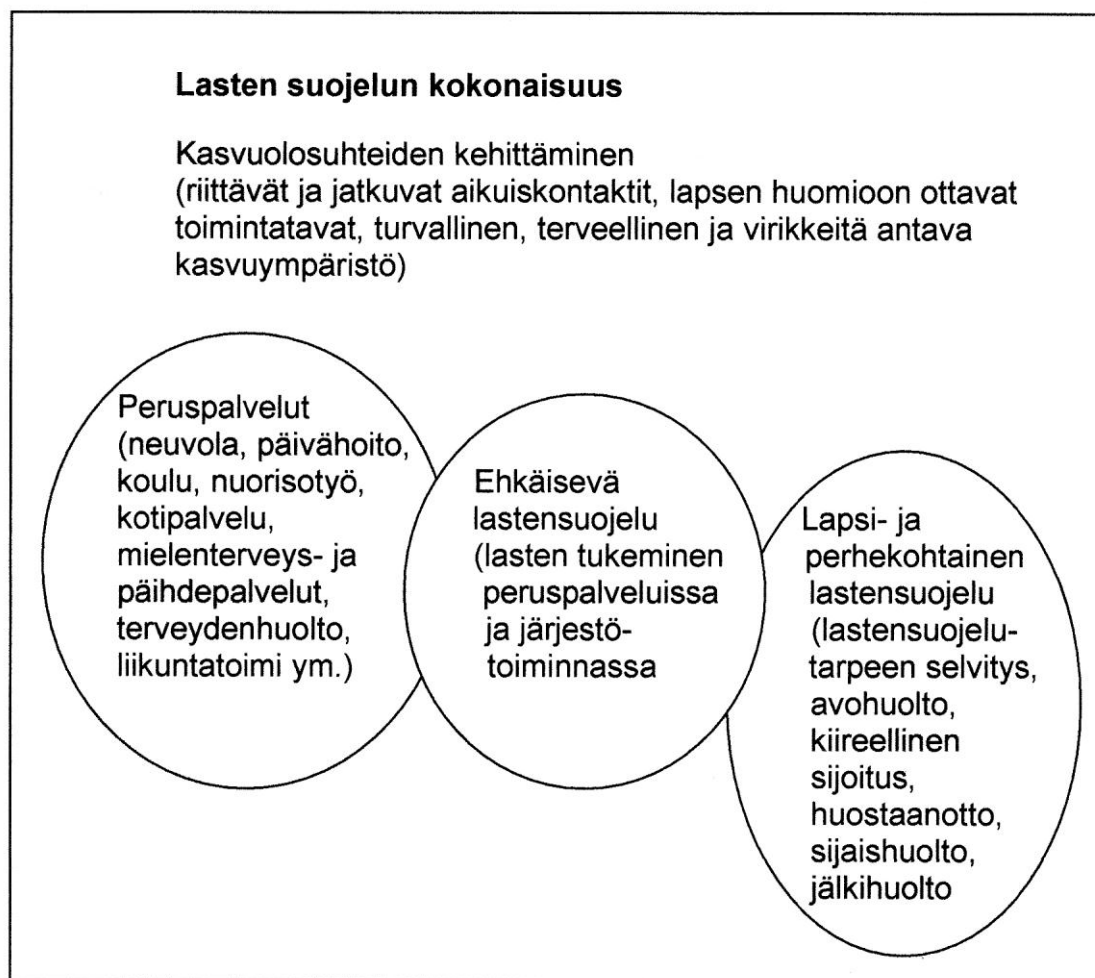 Lasten suojelun kokonaisuus
Kasvuolosuhteiden kehittäminen
(riittävät ja jatkuvat aikuiskontaktit, lapsen huomioon ottavat
toimintatavat, turvallinen, terveellinen ja virikkeitä antava
kasvuympäristö)
Peruspalvelut
(neuvola, päivähoito,
koulu, nuorisotyö,
kotipalvelu,
mielenterveys- ja
päihdepalvelut,
terveydenhuolto,
liikuntatoimi ym.)
Ehkäisevä
lastensuojelu
(lasten tukeminen
peruspalveluissa
ja järjestö-
toiminnassa
Lapsi- ja
perhekohtainen
lastensuojelu
(lastensuojelu-
tarpeen selvitys,
avohuolto,
kiireellinen
sijoitus,
huostaanotto,
sijaishuolto,
jälkihuolto